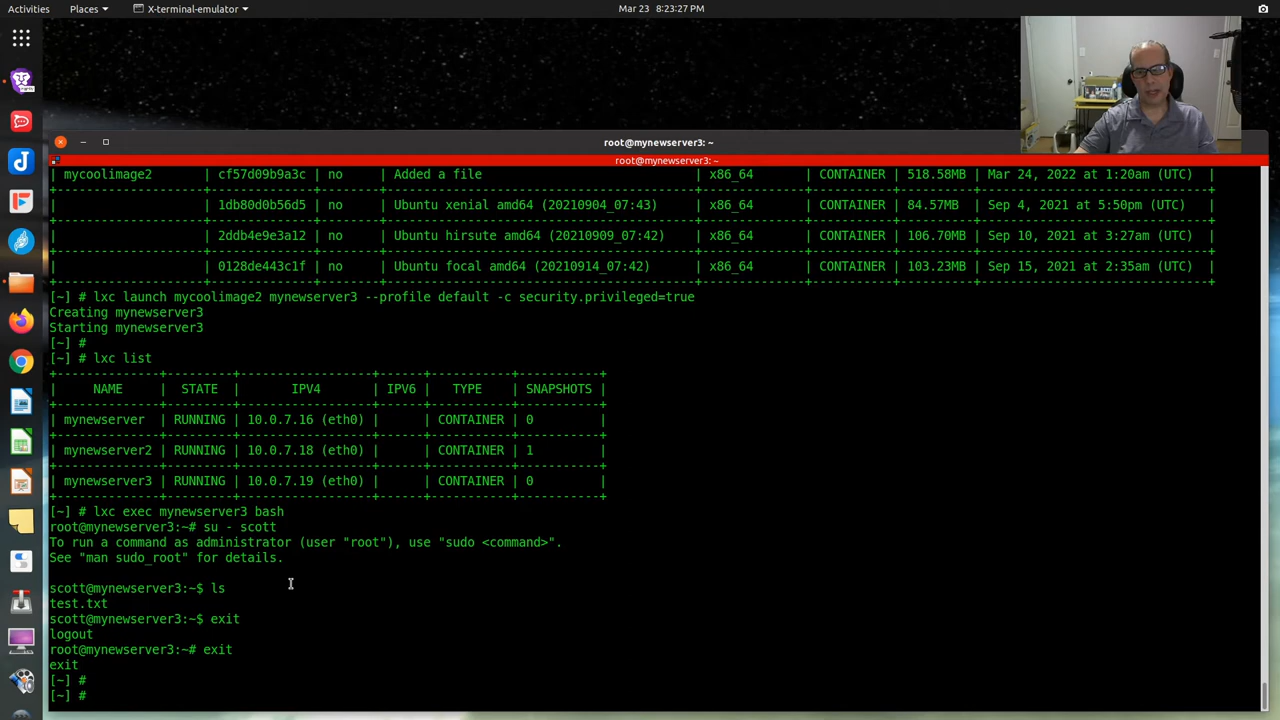 Activities Places X-terminal-emulator Mar 23 8:23:27 PM
root@mynewserver3: ~
root@mynewserver3: ~
| mycoolimage2 | cf57d09b9a3c | no | Added a file | x86_64 | CONTAINER | 518.58MB | Mar 24, 2022 at 1:20am (UTC) |
| | 1db80d0b56d5 | no | Ubuntu xenial amd64 (20210904_07:43) | x86_64 | CONTAINER | 84.57MB | Sep 4, 2021 at 5:50pm (UTC) |
| | 2ddb4e9e3a12 | no | Ubuntu hirsute amd64 (20210909_07:42) | x86_64 | CONTAINER | 106.70MB | Sep 10, 2021 at 3:27am (UTC) |
| | 0128de443c1f | no | Ubuntu focal amd64 (20210914_07:42) | x86_64 | CONTAINER | 103.23MB | Sep 15, 2021 at 2:35am (UTC) |
[~] # lxc launch mycoolimage2 mynewserver3 --profile default -c security.privileged=true
Creating mynewserver3
Starting mynewserver3
[~] #
[~] # lxc list
| NAME | STATE | IPV4 | IPV6 | TYPE | SNAPSHOTS |
| mynewserver | RUNNING | 10.0.7.16 (eth0) | | CONTAINER | 0 |
| mynewserver2 | RUNNING | 10.0.7.18 (eth0) | | CONTAINER | 1 |
| mynewserver3 | RUNNING | 10.0.7.19 (eth0) | | CONTAINER | 0 |
[~] # lxc exec mynewserver3 bash
root@mynewserver3:~# su - scott
To run a command as administrator (user "root"), use "sudo <command>".
See "man sudo_root" for details.
scott@mynewserver3:~$ ls
test.txt
scott@mynewserver3:~$ exit
logout
root@mynewserver3:~# exit
exit
[~] #
[~] #